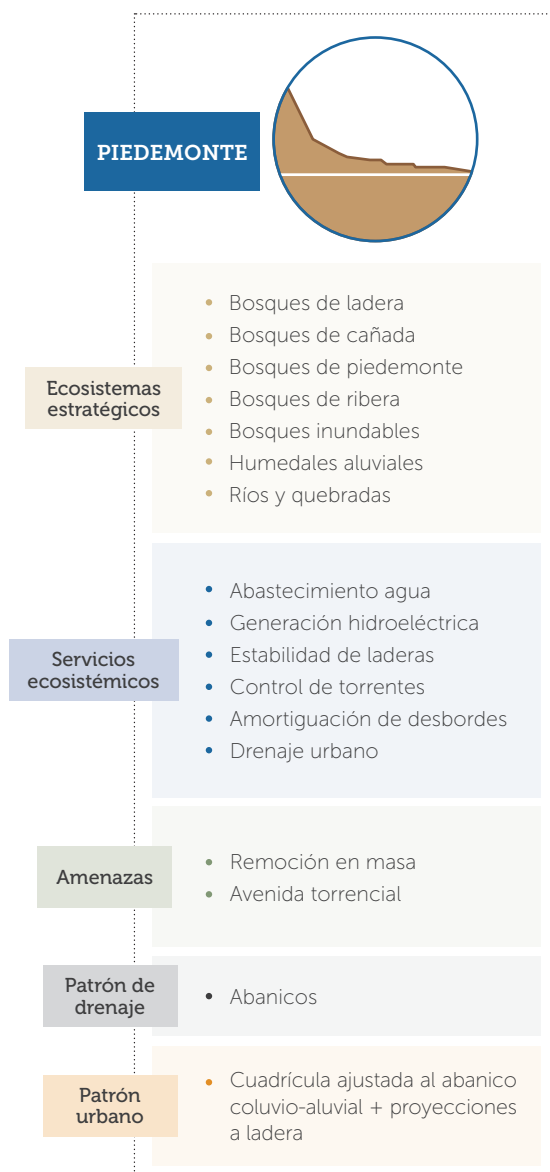 PIEDEMONTE
Ecosistemas
estratégicos
• Bosques de ladera
• Bosques de cañada
• Bosques de piedemonte
• Bosques de ribera
• Bosques inundables
• Humedales aluviales
• Ríos y quebradas
Servicios
ecosistémicos
• Abastecimiento agua
• Generación hidroeléctrica
• Estabilidad de laderas
• Control de torrentes
• Amortiguación de desbordes
• Drenaje urbano
Amenazas
• Remoción en masa
• Avenida torrencial
Patrón de
drenaje
• Abanicos
Patrón
urbano
• Cuadrícula ajustada al abanico
coluvio-aluvial + proyecciones
a ladera